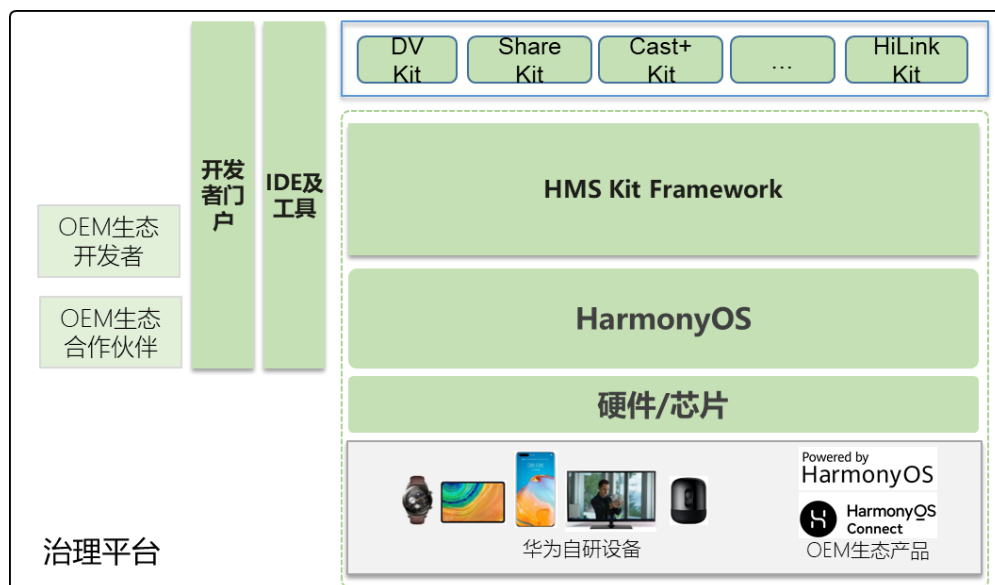 DV
Kit
Share
Kit
Cast+
Kit
…
HiLink
Kit
开发
者门
户
IDE及
工具
HMS Kit Framework
OEM生态
开发者
OEM生态
合作伙伴
HarmonyOS
硬件/芯片
Powered by
HarmonyOS
HarmonyOS
Connect
华为自研设备
OEM生态产品
治理平台